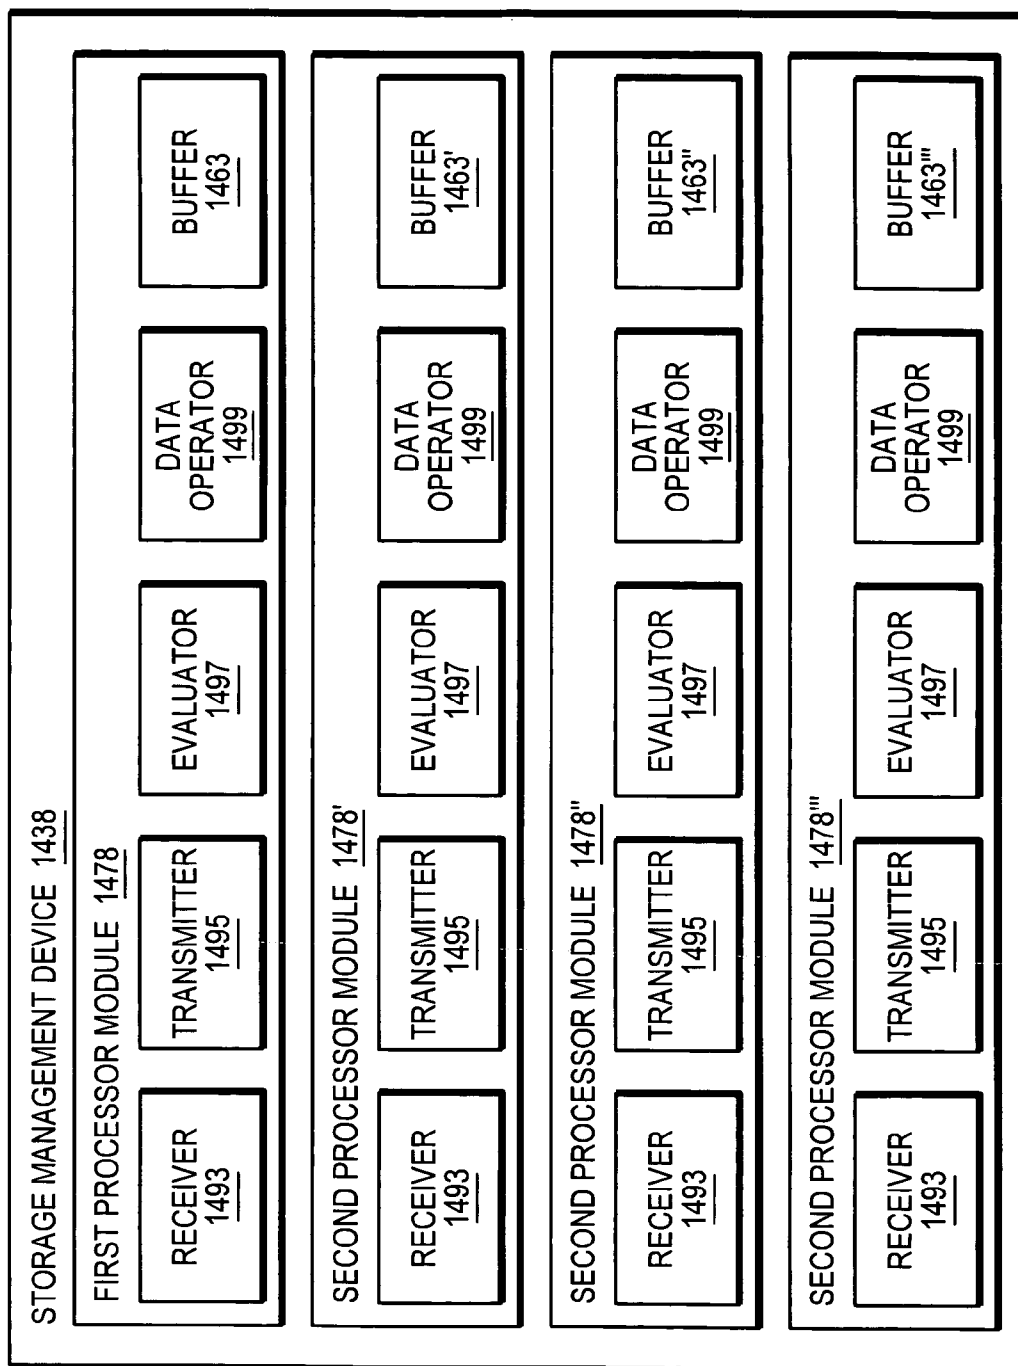 STORAGE MANAGEMENT DEVICE 1438
FIRST PROCESSOR MODULE 1478
RECEIVER
1493
TRANSMITTER
1495
EVALUATOR
1497
DATA
OPERATOR
1499
BUFFER
1463
SECOND PROCESSOR MODULE 1478'
RECEIVER
1493
TRANSMITTER
1495
EVALUATOR
1497
DATA
OPERATOR
1499
BUFFER
1463'
SECOND PROCESSOR MODULE 1478"
RECEIVER
1493
TRANSMITTER
1495
EVALUATOR
1497
DATA
OPERATOR
1499
BUFFER
1463"
SECOND PROCESSOR MODULE 1478'"
RECEIVER
1493
TRANSMITTER
1495
EVALUATOR
1497
DATA
OPERATOR
1499
BUFFER
1463'"